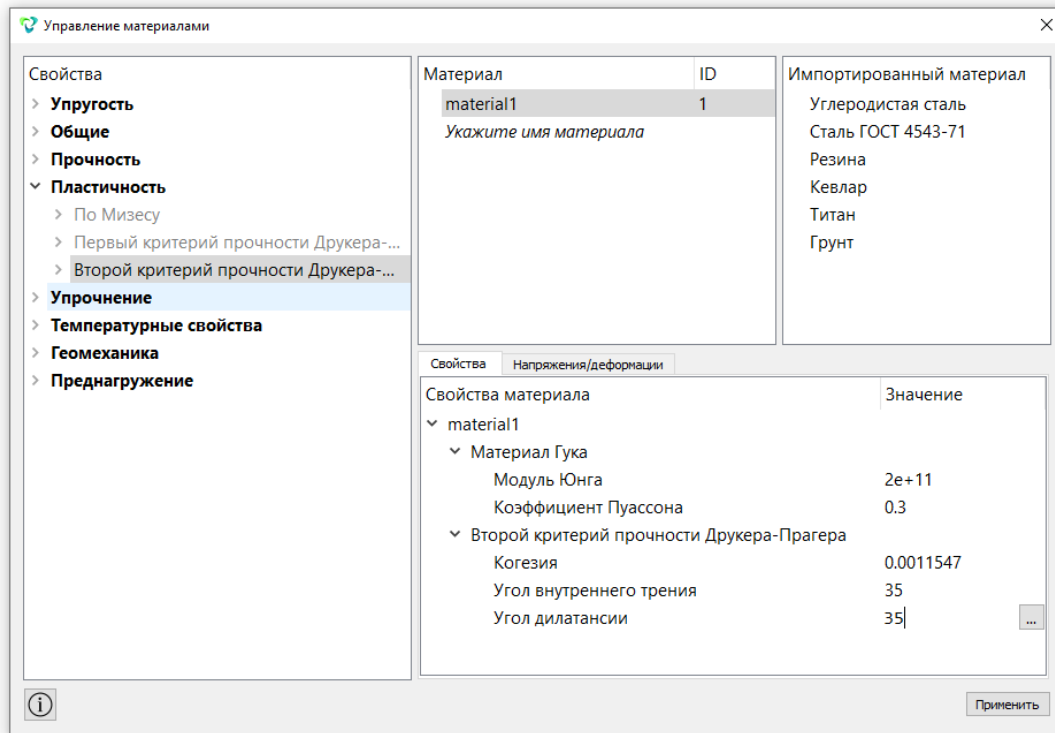 Управление материалами
Свойства
Упругость
Общие
Прочность
Пластичность
По Мизесу
Первый критерий прочности Друкера-...
Второй критерий прочности Друкера-...
Упрочнение
Температурные свойства
Геомеханика
Преднагружение
Материал ID
material1 1
Укажите имя материала
Импортированный материал
Углеродистая сталь
Сталь ГОСТ 4543-71
Резина
Кевлар
Титан
Грунт
Свойства Напряжения/деформации
Свойства материала Значение
material1
Материал Гука
Модуль Юнга 2e+11
Коэффициент Пуассона 0.3
Второй критерий прочности Друкера-Прагера
Когезия 0.0011547
Угол внутреннего трения 35
Угол дилатансии 35 ...
Применить